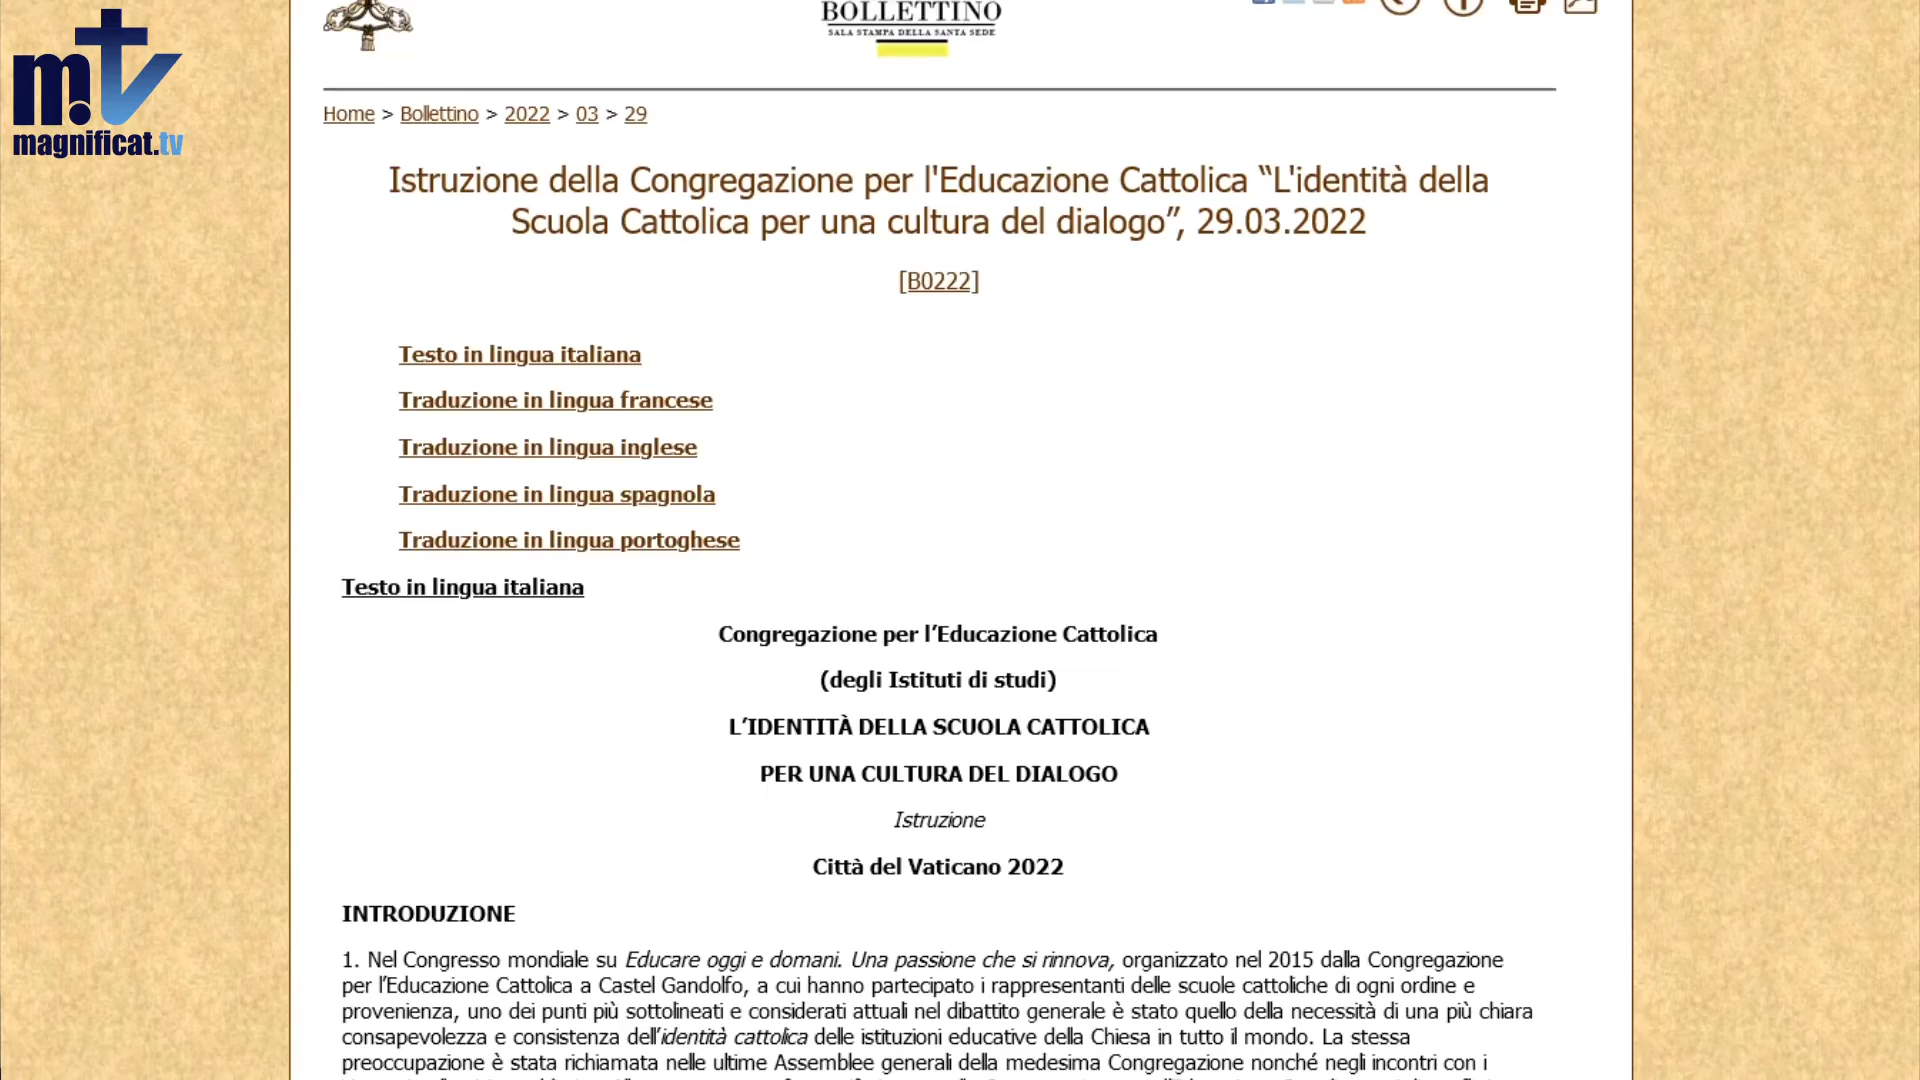 BOLLETTINO
SALA STAMPA DELLA SANTA SEDE
m.tv
magnificat.tv
Home > Bollettino > 2022 > 03 > 29
Istruzione della Congregazione per l'Educazione Cattolica “L'identità della
Scuola Cattolica per una cultura del dialogo”, 29.03.2022
[B0222]
Testo in lingua italiana
Traduzione in lingua francese
Traduzione in lingua inglese
Traduzione in lingua spagnola
Traduzione in lingua portoghese
Testo in lingua italiana
Congregazione per l’Educazione Cattolica
(degli Istituti di studi)
L’IDENTITÀ DELLA SCUOLA CATTOLICA
PER UNA CULTURA DEL DIALOGO
Istruzione
Città del Vaticano 2022
INTRODUZIONE
1. Nel Congresso mondiale su Educare oggi e domani. Una passione che si rinnova, organizzato nel 2015 dalla Congregazione
per l’Educazione Cattolica a Castel Gandolfo, a cui hanno partecipato i rappresentanti delle scuole cattoliche di ogni ordine e
provenienza, uno dei punti più sottolineati e considerati attuali nel dibattito generale è stato quello della necessità di una più chiara
consapevolezza e consistenza dell’identità cattolica delle istituzioni educative della Chiesa in tutto il mondo. La stessa
preoccupazione è stata richiamata nelle ultime Assemblee generali della medesima Congregazione nonché negli incontri con i